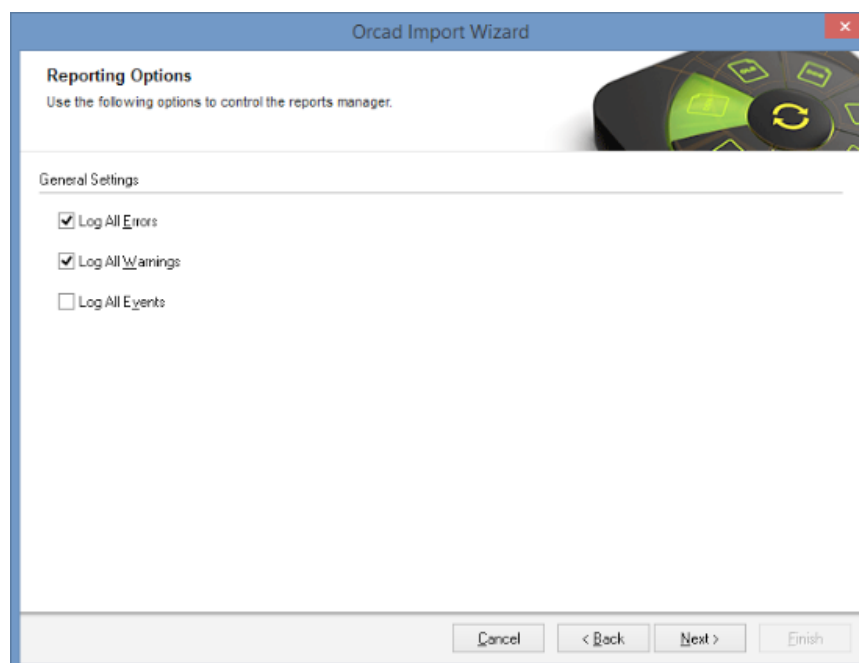 Orcad Import Wizard
Reporting Options
Use the following options to control the reports manager.
General Settings
Log All Errors
Log All Warnings
Log All Events
Cancel
< Back
Next >
Finish